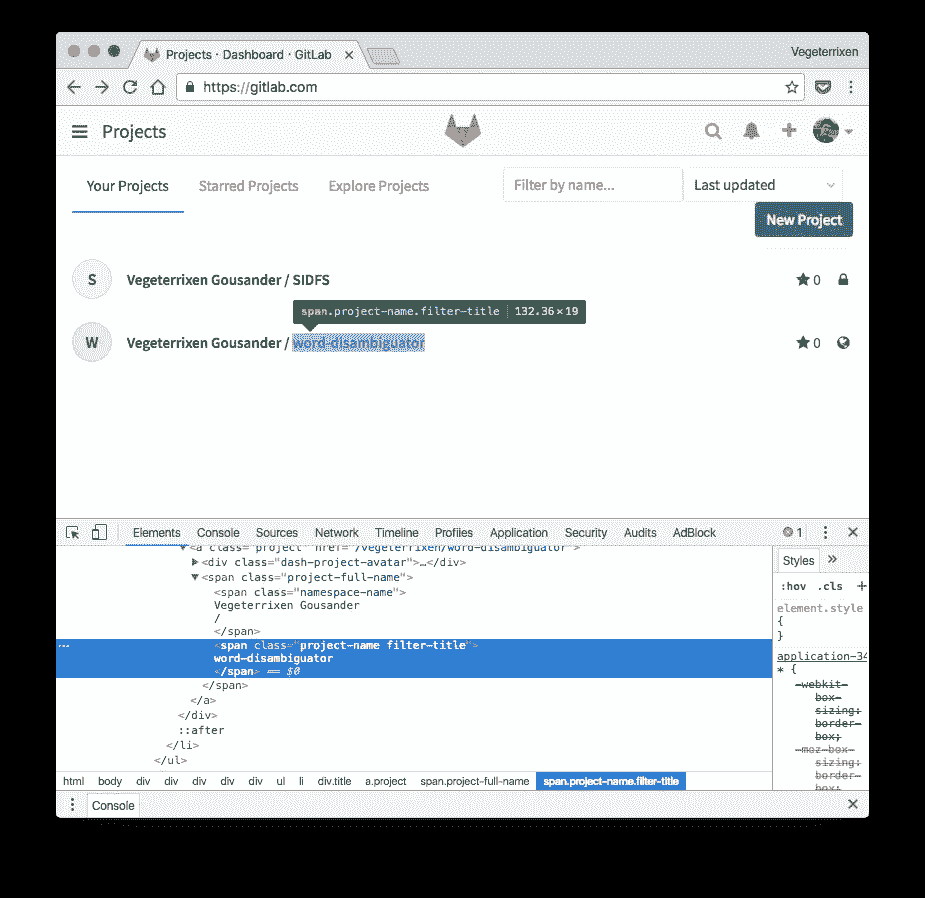 Projects · Dashboard · GitLab
Vegeterrixen
https://gitlab.com
Projects
Your Projects Starred Projects Explore Projects Filter by name... Last updated
New Project
S Vegeterrixen Gousander / SIDFS 0
span.project-name.filter-title 132.36×19
W Vegeterrixen Gousander / word-disambiguator 0
Elements Console Sources Network Timeline Profiles Application Security Audits AdBlock 1
▼<a class="project" href="/vegeterrixen/word-disambiguator">
▶<div class="dash-project-avatar">…</div>
▼<span class="project-full-name">
<span class="namespace-name">
Vegeterrixen Gousander
/
</span>
<span class="project-name filter-title">
word-disambiguator
</span> == $0
</span>
</a>
</div>
::after
</li>
</ul>
Styles »
:hov .cls +
element.style
{
}
application-34
* {
-webkit-
box-
sizing:
border-
box;
-moz-box-
sizing:
border-
box;
html body div div div div div ul li div.title a.project span.project-full-name span.project-name.filter-title
Console